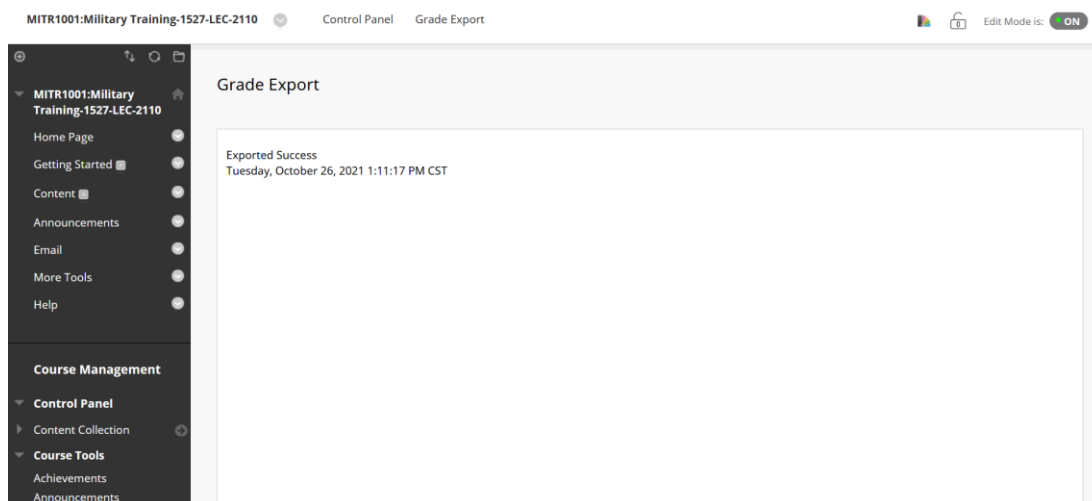 MITR1001:Military Training-1527-LEC-2110 Control Panel Grade Export Edit Mode is: ON
MITR1001:Military
Training-1527-LEC-2110
Home Page
Getting Started
Content
Announcements
Email
More Tools
Help
Course Management
Control Panel
Content Collection
Course Tools
Achievements
Announcements
Grade Export
Exported Success
Tuesday, October 26, 2021 1:11:17 PM CST